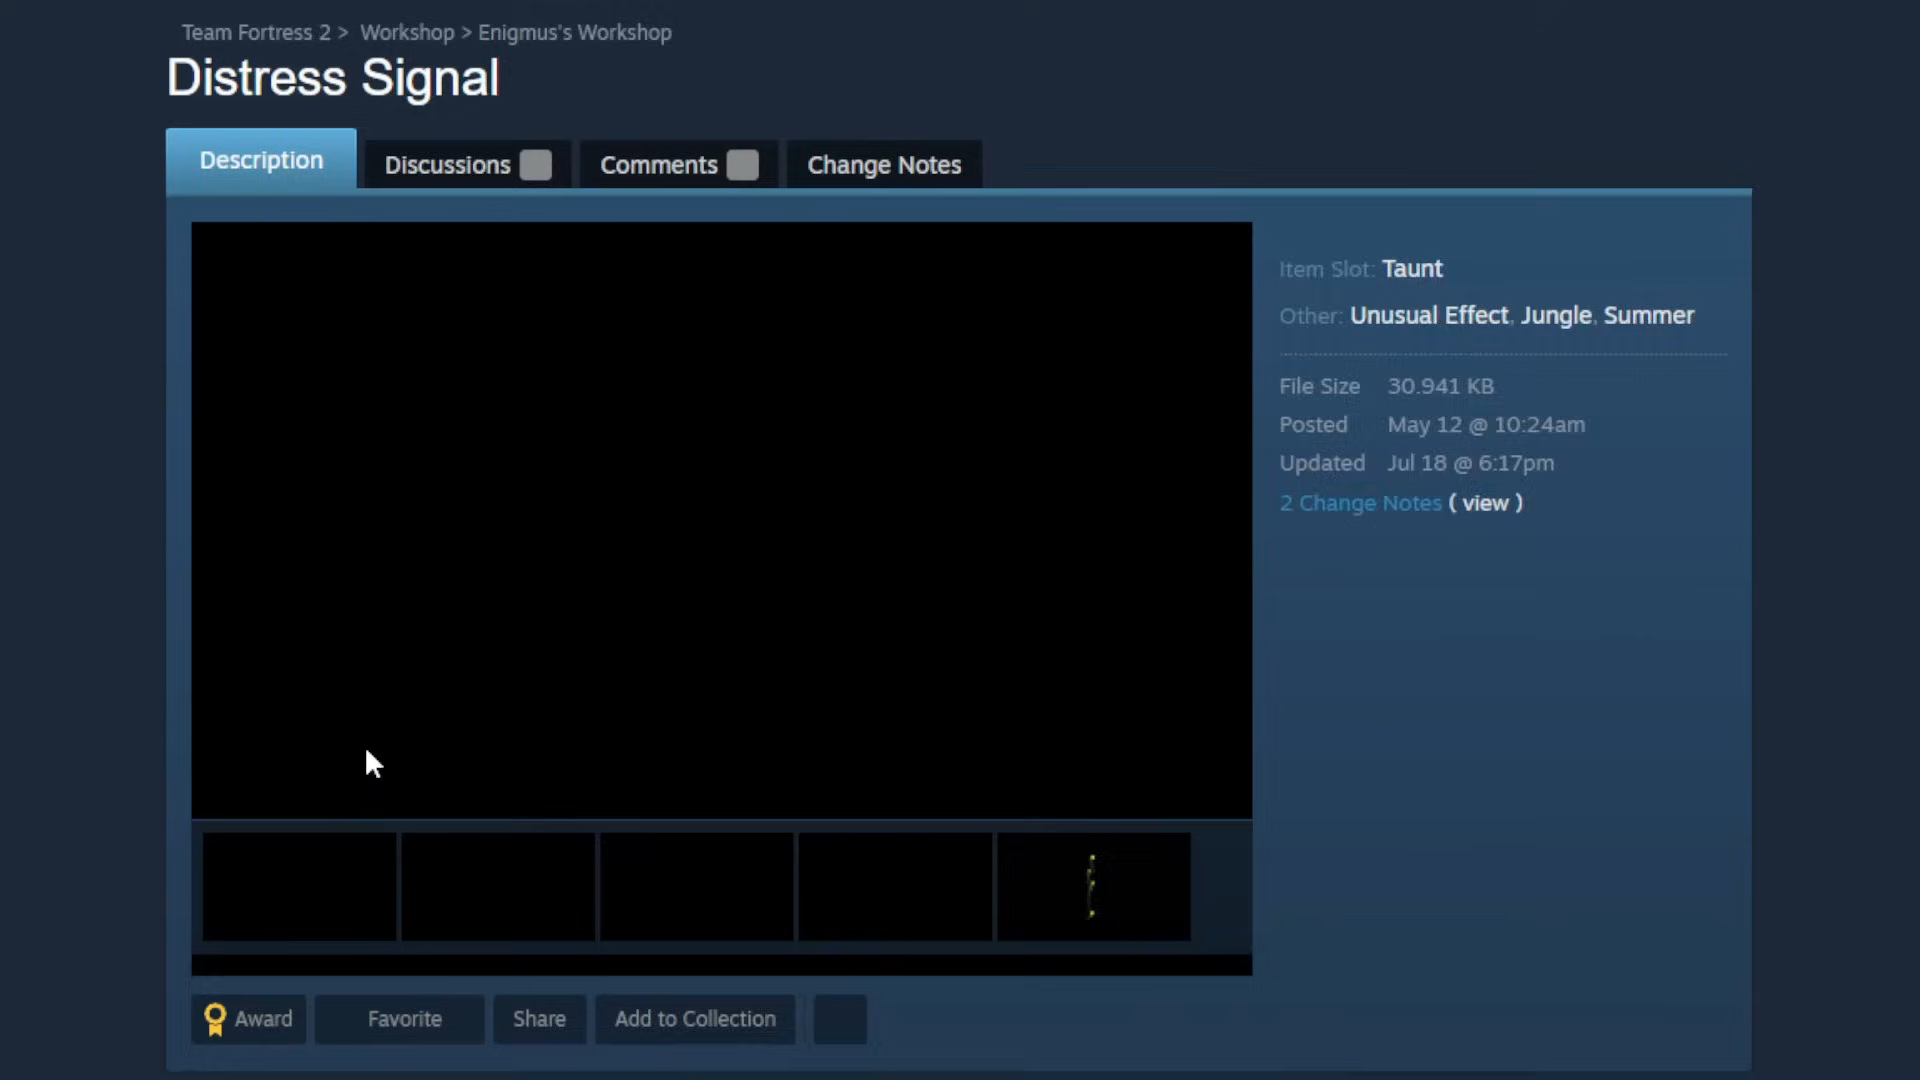 Team Fortress 2 > Workshop > Enigmus's Workshop
Distress Signal
Description Discussions Comments Change Notes
Item Slot: Taunt
Other: Unusual Effect, Jungle, Summer
File Size 30.941 KB
Posted May 12 @ 10:24am
Updated Jul 18 @ 6:17pm
2 Change Notes ( view )
Award Favorite Share Add to Collection